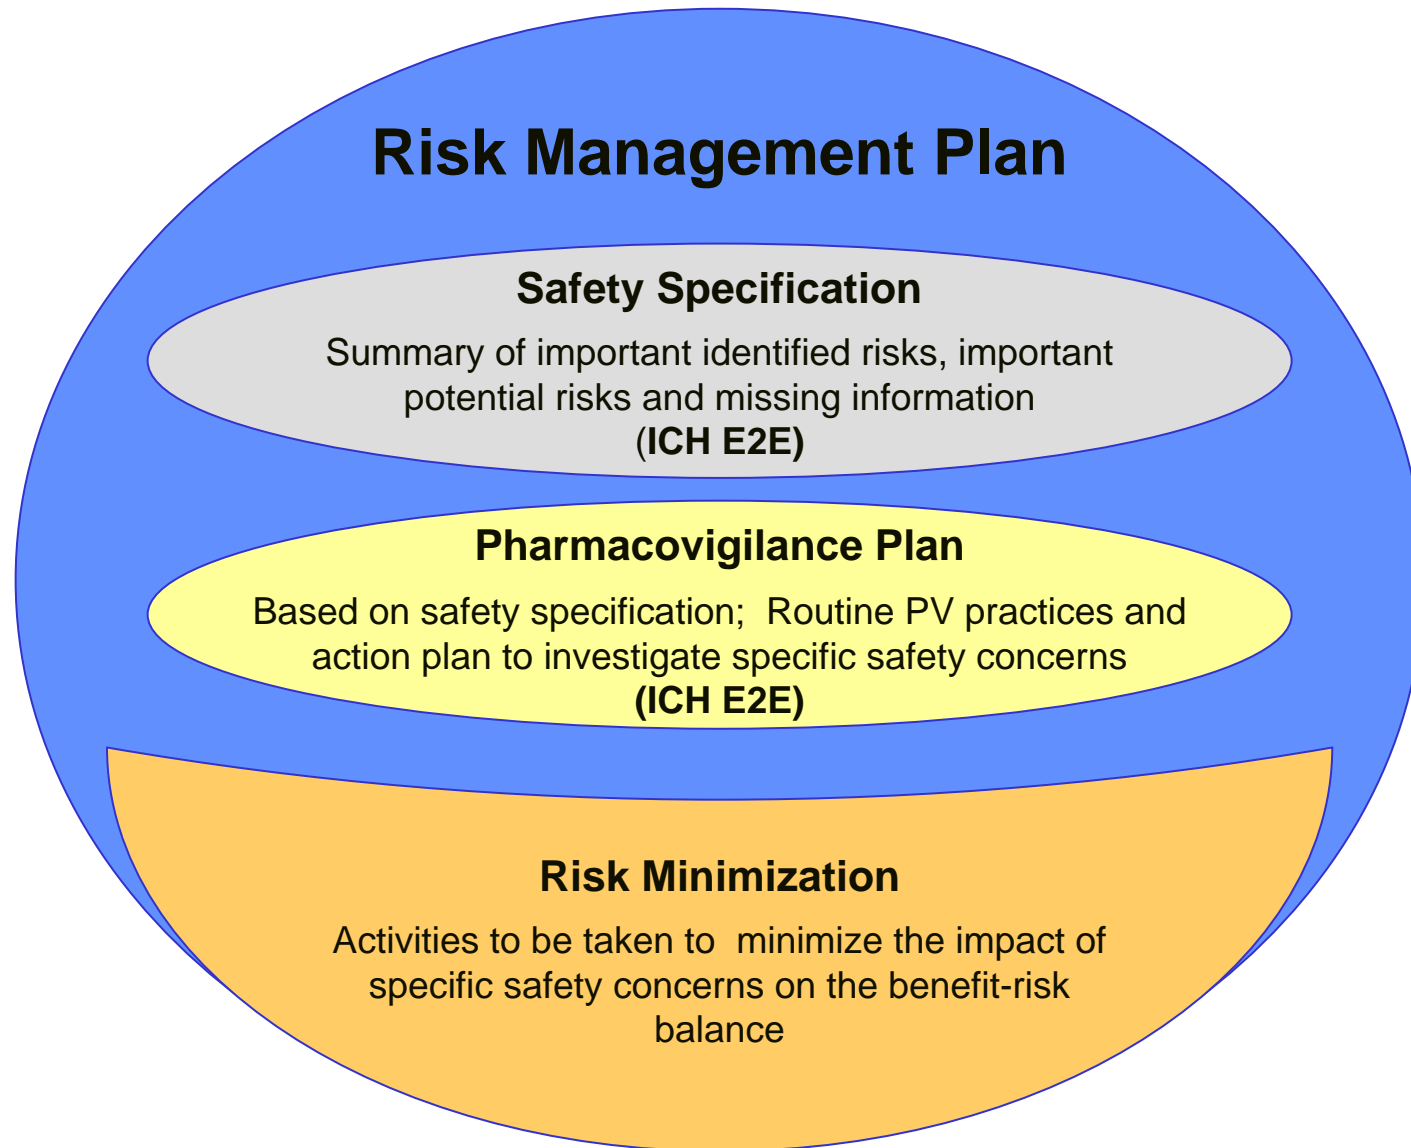 Risk Management Plan
Safety Specification
Summary of important identified risks, important
potential risks and missing information
(ICH E2E)
Pharmacovigilance Plan
Based on safety specification;  Routine PV practices and
action plan to investigate specific safety concerns
(ICH E2E)
Risk Minimization
Activities to be taken to  minimize the impact of
specific safety concerns on the benefit-risk
balance